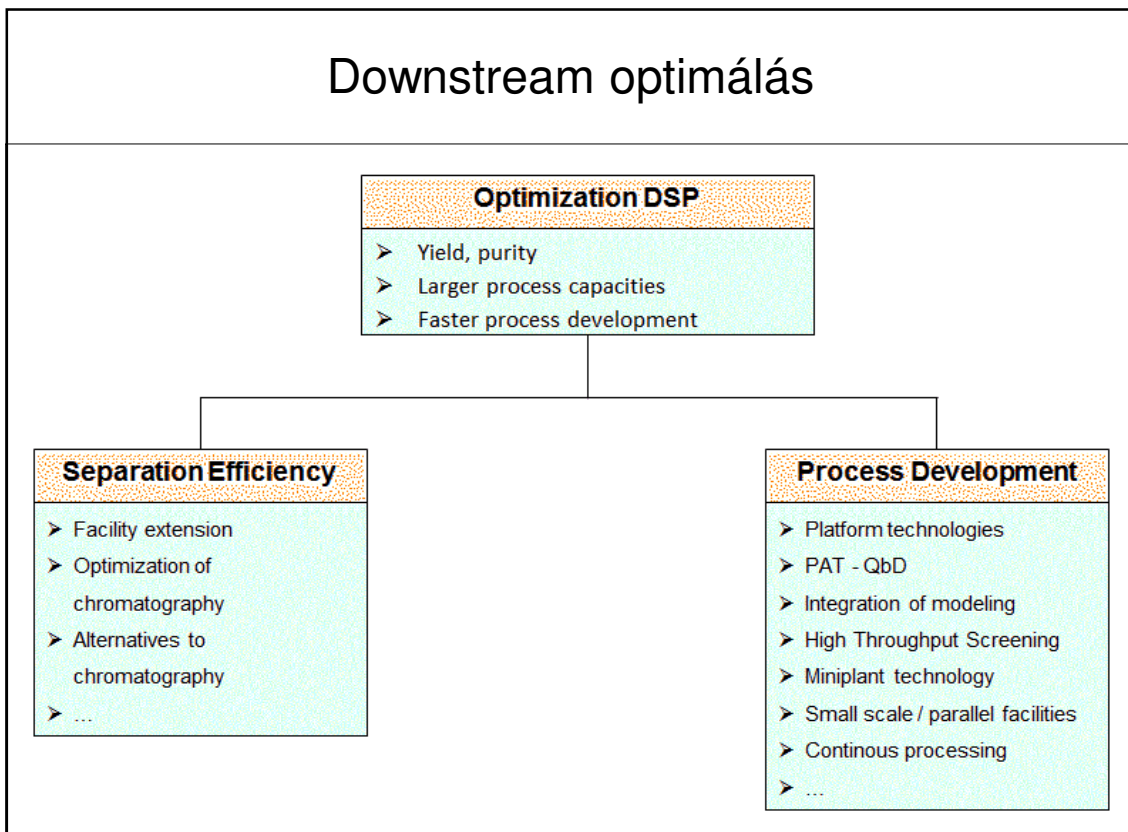 Downstream optimálás
Optimization DSP
➢ Yield, purity
➢ Larger process capacities
➢ Faster process development
Separation Efficiency
➢ Facility extension
➢ Optimization of
chromatography
➢ Alternatives to
chromatography
➢ ...
Process Development
➢ Platform technologies
➢ PAT - QbD
➢ Integration of modeling
➢ High Throughput Screening
➢ Miniplant technology
➢ Small scale / parallel facilities
➢ Continous processing
➢ ...